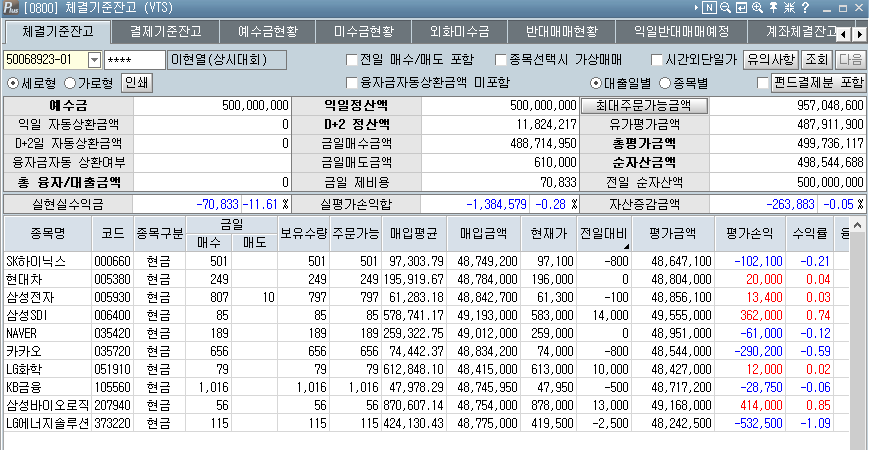 Plus [0800] 체결기준잔고 (VTS) N ?
체결기준잔고 결제기준잔고 예수금현황 미수금현황 외화미수금 반대매매현황 익일반대매매예정 계좌체결잔고
50068923-01 **** 이현열(상시대회) 전일 매수/매도 포함 종목선택시 가상매매 시간외단일가 유의사항 조회 다음
세로형 가로형 인쇄 융자금자동상환금액 미포함 대출일별 종목별 펀드결제분 포함
예수금 500,000,000 익일정산액 500,000,000 최대주문가능금액 957,048,600
익일 자동상환금액 0 D+2 정산액 11,824,217 유가평가금액 487,911,900
D+2일 자동상환금액 0 금일매수금액 488,714,950 총평가금액 499,736,117
융자금자동 상환여부 금일매도금액 610,000 순자산금액 498,544,688
총 융자/대출금액 0 금일 제비용 70,833 전일 순자산액 500,000,000
실현실수익금 -70,833 -11.61 % 실평가손익합 -1,384,579 -0.28 % 자산증감금액 -263,883 -0.05 %
종목명 코드 종목구분 금일 보유수량 주문가능 매입평균 매입금액 현재가 전일대비 평가금액 평가손익 수익률
매수 매도
SK하이닉스 000660 현금 501 501 501 97,303.79 48,749,200 97,100 -800 48,647,100 -102,100 -0.21
현대차 005380 현금 249 249 249 195,919.67 48,784,000 196,000 0 48,804,000 20,000 0.04
삼성전자 005930 현금 807 10 797 797 61,283.18 48,842,700 61,300 -100 48,856,100 13,400 0.03
삼성SDI 006400 현금 85 85 85 578,741.17 49,193,000 583,000 14,000 49,555,000 362,000 0.74
NAVER 035420 현금 189 189 189 259,322.75 49,012,000 259,000 0 48,951,000 -61,000 -0.12
카카오 035720 현금 656 656 656 74,442.37 48,834,200 74,000 -800 48,544,000 -290,200 -0.59
LG화학 051910 현금 79 79 79 612,848.10 48,415,000 613,000 10,000 48,427,000 12,000 0.02
KB금융 105560 현금 1,016 1,016 1,016 47,978.29 48,745,950 47,950 -500 48,717,200 -28,750 -0.06
삼성바이오로직 207940 현금 56 56 56 870,607.14 48,754,000 878,000 13,000 49,168,000 414,000 0.85
LG에너지솔루션 373220 현금 115 115 115 424,130.43 48,775,000 419,500 -2,500 48,242,500 -532,500 -1.09